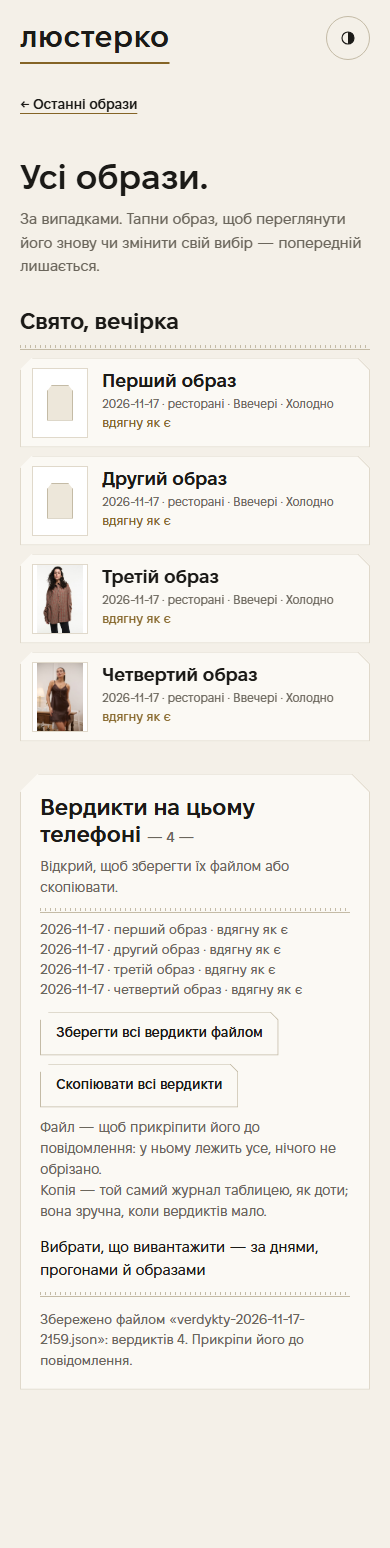 люстерко
← Останні образи
Усі образи.
За випадками. Тапни образ, щоб переглянути
його знову чи змінити свій вибір — попередній
лишається.
Свято, вечірка
Перший образ
2026-11-17 · ресторані · Ввечері · Холодно
вдягну як є
Другий образ
2026-11-17 · ресторані · Ввечері · Холодно
вдягну як є
Третій образ
2026-11-17 · ресторані · Ввечері · Холодно
вдягну як є
Четвертий образ
2026-11-17 · ресторані · Ввечері · Холодно
вдягну як є
Вердикти на цьому
телефоні — 4 —
Відкрий, щоб зберегти їх файлом або
скопіювати.
2026-11-17 · перший образ · вдягну як є
2026-11-17 · другий образ · вдягну як є
2026-11-17 · третій образ · вдягну як є
2026-11-17 · четвертий образ · вдягну як є
Зберегти всі вердикти файлом
Скопіювати всі вердикти
Файл — щоб прикріпити його до
повідомлення: у ньому лежить усе, нічого не
обрізано.
Копія — той самий журнал таблицею, як доти;
вона зручна, коли вердиктів мало.
Вибрати, що вивантажити — за днями,
прогонами й образами
Збережено файлом «verdykty-2026-11-17-
2159.json»: вердиктів 4. Прикріпи його до
повідомлення.